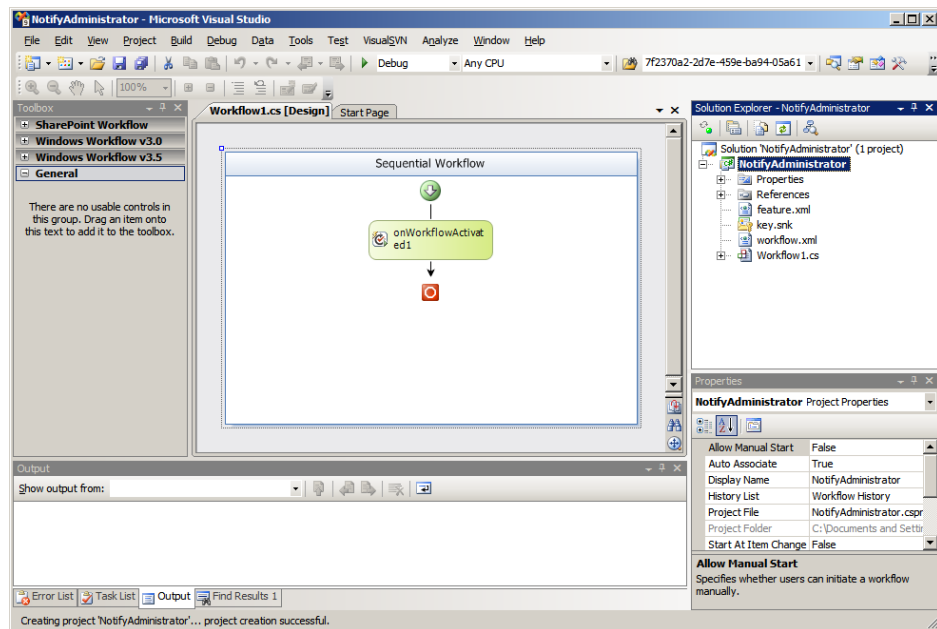 NotifyAdministrator - Microsoft Visual Studio
File Edit View Project Build Debug Data Tools Test VisualSVN Analyze Window Help
Debug Any CPU 7f2370a2-2d7e-459e-ba94-05a61
100%
Toolbox
SharePoint Workflow
Windows Workflow v3.0
Windows Workflow v3.5
General
There are no usable controls in
this group. Drag an item onto
this text to add it to the toolbox.
Workflow1.cs [Design] Start Page
Sequential Workflow
onWorkflowActivat
ed1
Solution Explorer - NotifyAdministrator
Solution 'NotifyAdministrator' (1 project)
NotifyAdministrator
Properties
References
feature.xml
key.snk
workflow.xml
Workflow1.cs
Properties
NotifyAdministrator Project Properties
Allow Manual Start False
Auto Associate True
Display Name NotifyAdministrator
History List Workflow History
Project File NotifyAdministrator.cspr
Project Folder C:\Documents and Settin
Start At Item Change False
Allow Manual Start
Specifies whether users can initiate a workflow
manually.
Output
Show output from:
Error List Task List Output Find Results 1
Creating project 'NotifyAdministrator'... project creation successful.